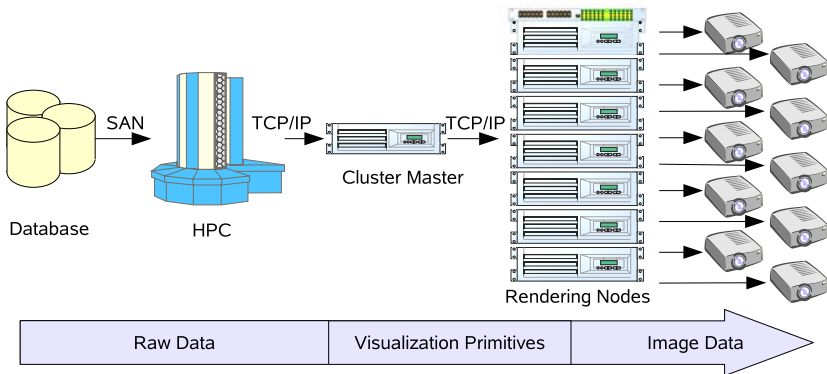 SAN
TCP/IP
TCP/IP
Database
HPC
Cluster Master
Rendering Nodes
Raw Data
Visualization Primitives
Image Data